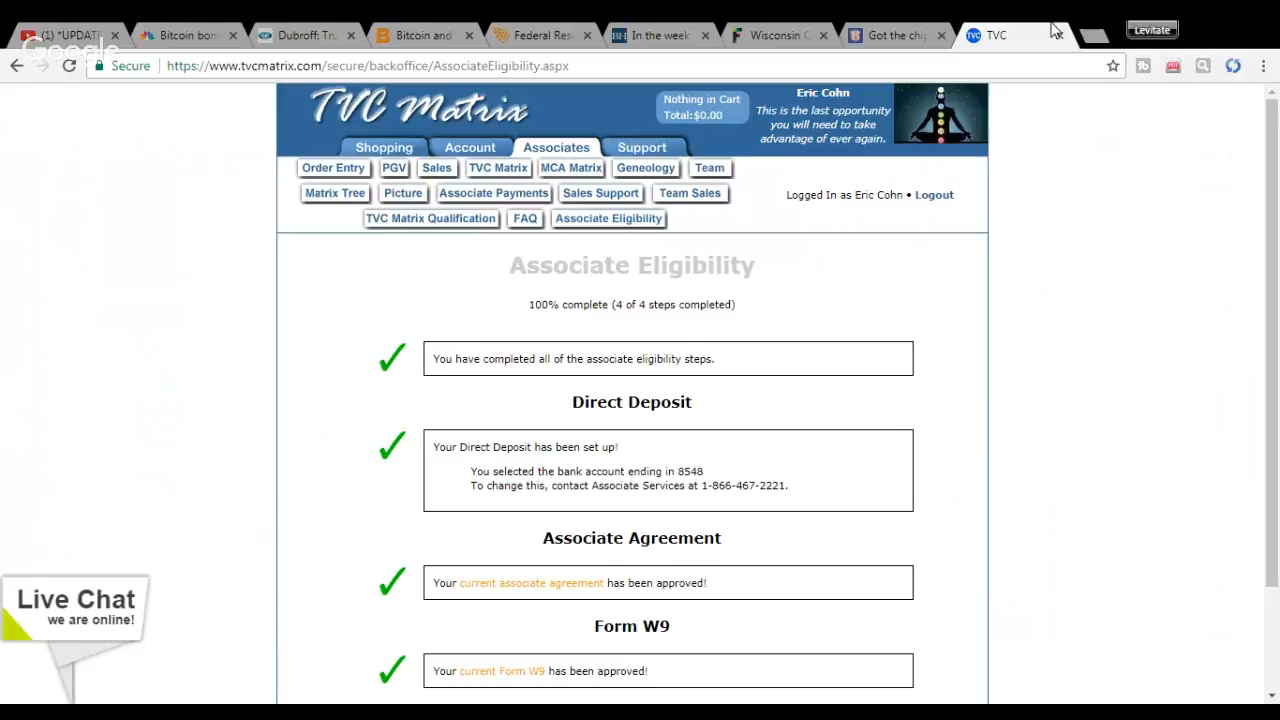 (1) *UPDAT
Bitcoin bon
Dubroff: Tru
Bitcoin and
Federal Res
In the week
Wisconsin C
Got the chip
TVC
Levitate
Google
Secure
https://www.tvcmatrix.com/secure/backoffice/AssociateEligibility.aspx
TVC Matrix
Nothing in Cart
Total:$0.00
Eric Cohn
This is the last opportunity
you will need to take
advantage of ever again.
Shopping
Account
Associates
Support
Order Entry
PGV
Sales
TVC Matrix
MCA Matrix
Geneology
Team
Matrix Tree
Picture
Associate Payments
Sales Support
Team Sales
Logged In as Eric Cohn • Logout
TVC Matrix Qualification
FAQ
Associate Eligibility
Associate Eligibility
100% complete (4 of 4 steps completed)
You have completed all of the associate eligibility steps.
Direct Deposit
Your Direct Deposit has been set up!
You selected the bank account ending in 8548
To change this, contact Associate Services at 1-866-467-2221.
Associate Agreement
Your current associate agreement has been approved!
Form W9
Your current Form W9 has been approved!
Live Chat
we are online!